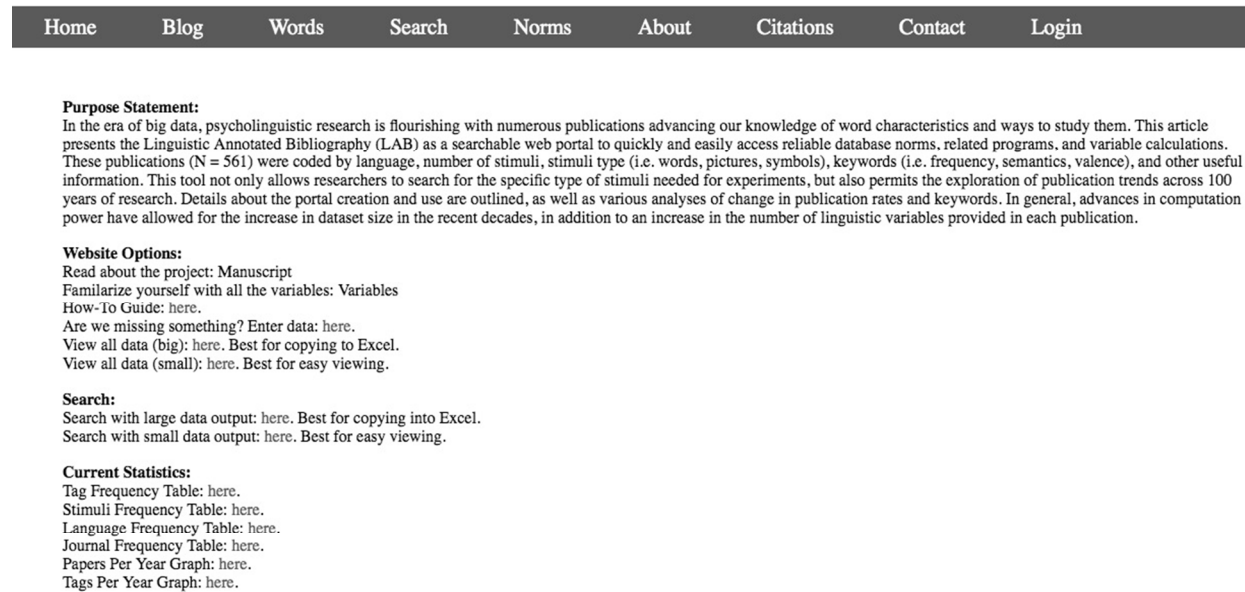 Home Blog Words Search Norms About Citations Contact Login
Purpose Statement:
In the era of big data, psycholinguistic research is flourishing with numerous publications advancing our knowledge of word characteristics and ways to study them. This article
presents the Linguistic Annotated Bibliography (LAB) as a searchable web portal to quickly and easily access reliable database norms, related programs, and variable calculations.
These publications (N = 561) were coded by language, number of stimuli, stimuli type (i.e. words, pictures, symbols), keywords (i.e. frequency, semantics, valence), and other useful
information. This tool not only allows researchers to search for the specific type of stimuli needed for experiments, but also permits the exploration of publication trends across 100
years of research. Details about the portal creation and use are outlined, as well as various analyses of change in publication rates and keywords. In general, advances in computation
power have allowed for the increase in dataset size in the recent decades, in addition to an increase in the number of linguistic variables provided in each publication.
Website Options:
Read about the project: Manuscript
Familarize yourself with all the variables: Variables
How-To Guide: here.
Are we missing something? Enter data: here.
View all data (big): here. Best for copying to Excel.
View all data (small): here. Best for easy viewing.
Search:
Search with large data output: here. Best for copying into Excel.
Search with small data output: here. Best for easy viewing.
Current Statistics:
Tag Frequency Table: here.
Stimuli Frequency Table: here.
Language Frequency Table: here.
Journal Frequency Table: here.
Papers Per Year Graph: here.
Tags Per Year Graph: here.